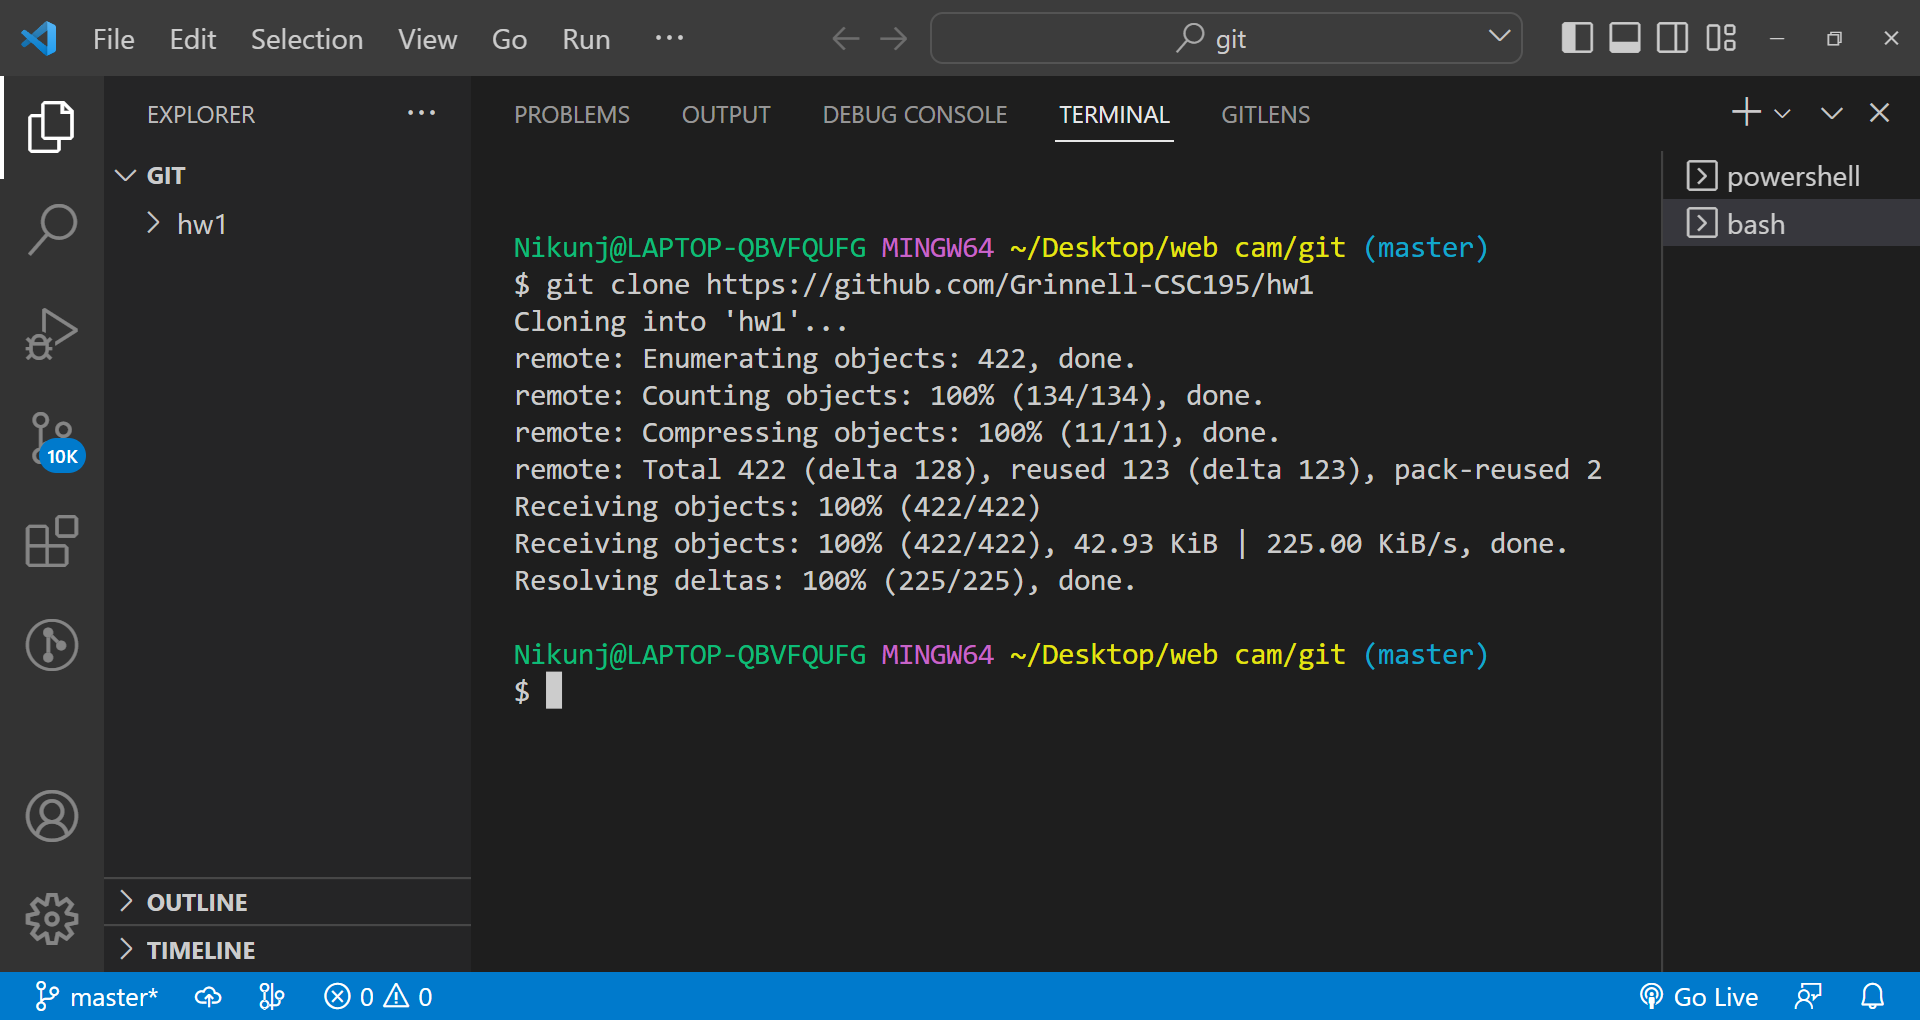 File Edit Selection View Go Run ···
git
EXPLORER ···
GIT
hw1
10K
OUTLINE
TIMELINE
PROBLEMS OUTPUT DEBUG CONSOLE TERMINAL GITLENS
Nikunj@LAPTOP-QBVFQUFG MINGW64 ~/Desktop/web cam/git (master)
$ git clone https://github.com/Grinnell-CSC195/hw1
Cloning into 'hw1'...
remote: Enumerating objects: 422, done.
remote: Counting objects: 100% (134/134), done.
remote: Compressing objects: 100% (11/11), done.
remote: Total 422 (delta 128), reused 123 (delta 123), pack-reused 2
Receiving objects: 100% (422/422)
Receiving objects: 100% (422/422), 42.93 KiB | 225.00 KiB/s, done.
Resolving deltas: 100% (225/225), done.
Nikunj@LAPTOP-QBVFQUFG MINGW64 ~/Desktop/web cam/git (master)
$
powershell
bash
master* 0 0 Go Live